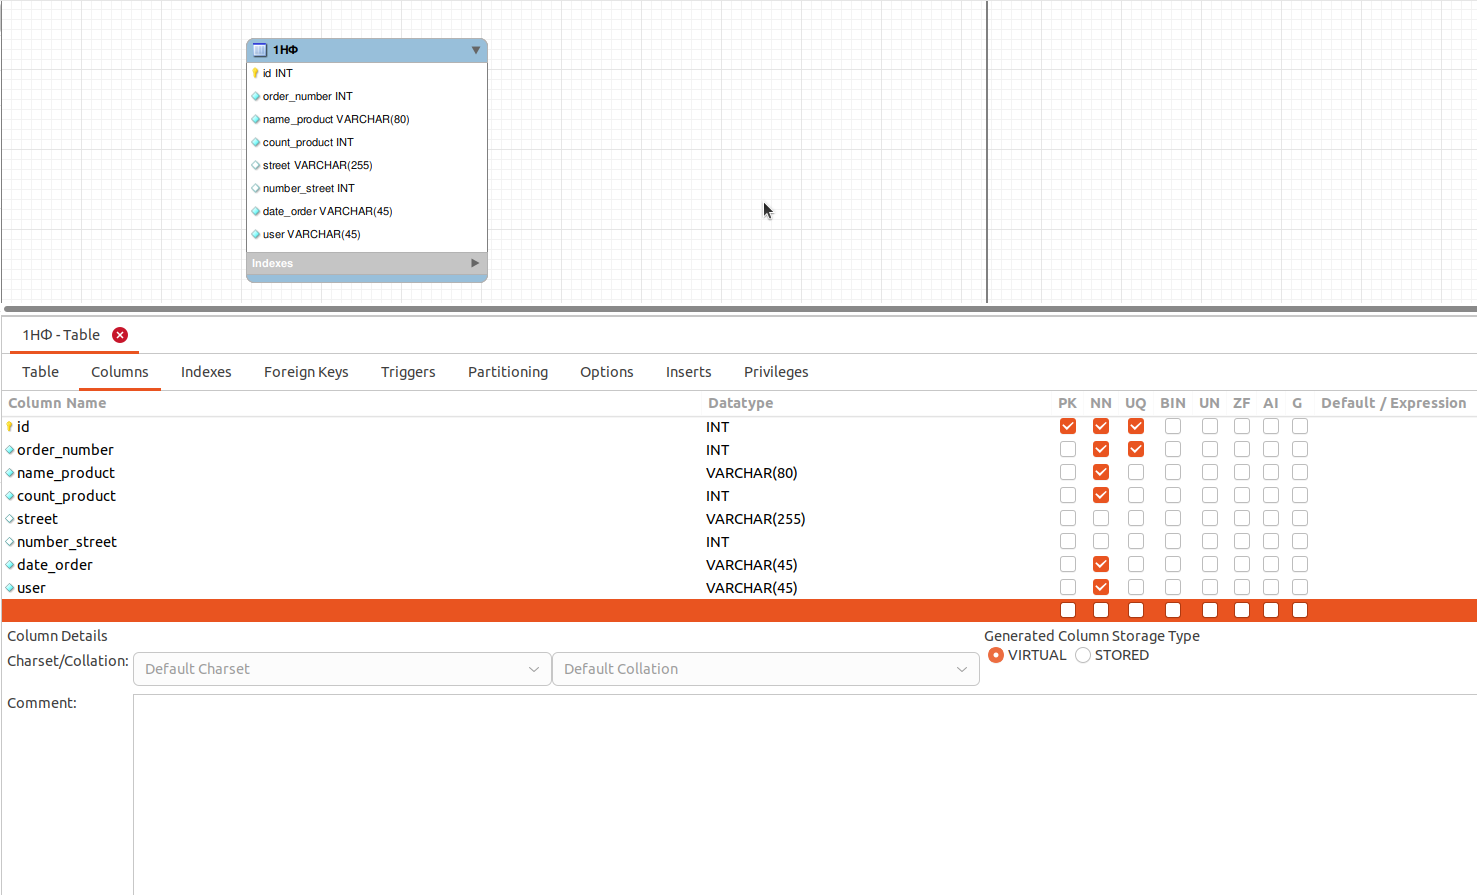 1НФ
id INT
order_number INT
name_product VARCHAR(80)
count_product INT
street VARCHAR(255)
number_street INT
date_order VARCHAR(45)
user VARCHAR(45)
Indexes
1НФ - Table
Table Columns Indexes Foreign Keys Triggers Partitioning Options Inserts Privileges
Column Name Datatype PK NN UQ BIN UN ZF AI G Default / Expression
id INT
order_number INT
name_product VARCHAR(80)
count_product INT
street VARCHAR(255)
number_street INT
date_order VARCHAR(45)
user VARCHAR(45)
Column Details Generated Column Storage Type
Charset/Collation: Default Charset Default Collation VIRTUAL STORED
Comment: